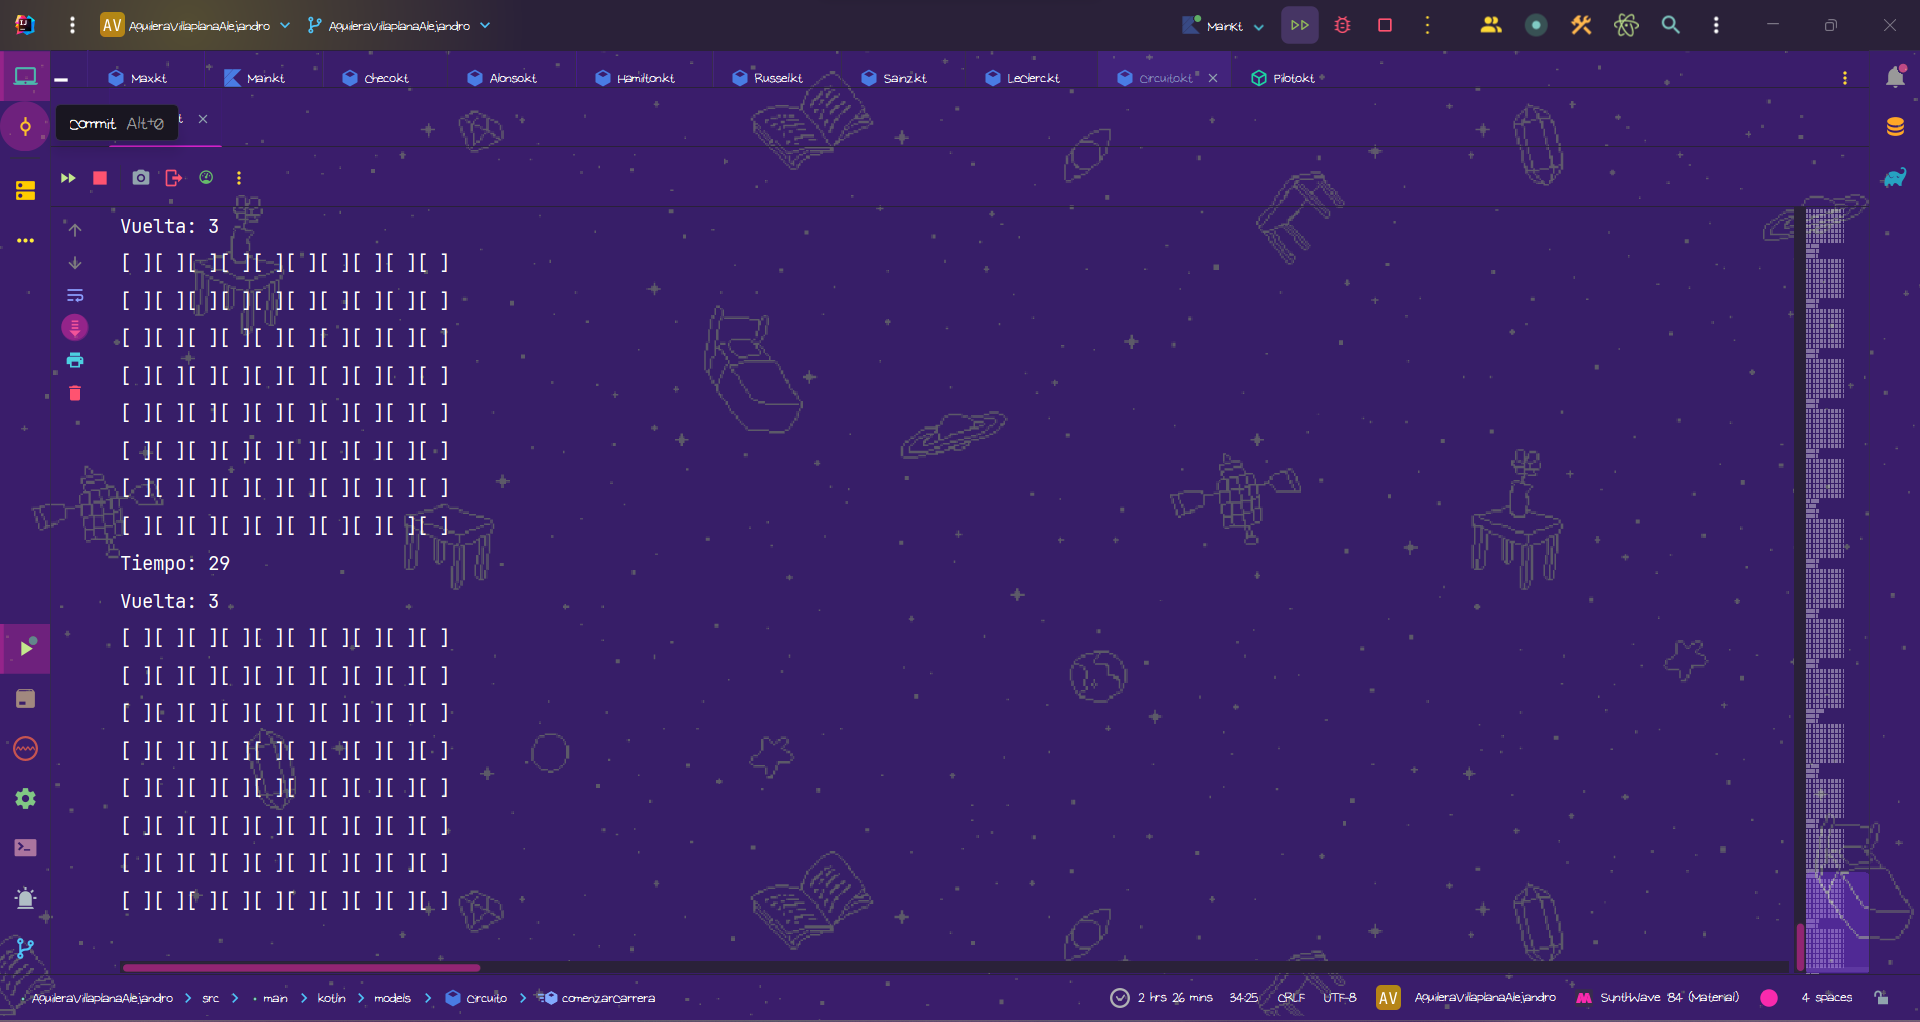 AV AguileraVillaplanaAlejandro AguileraVillaplanaAlejandro MainKt
Max.kt Main.kt Checo.kt Alonso.kt Hamilton.kt Russel.kt Sainz.kt LeClerc.kt Circuito.kt Piloto.kt
Commit Alt+0 t
Vuelta: 3
[ ][ ][ ][ ][ ][ ][ ][ ][ ][ ]
[ ][ ][ ][ ][ ][ ][ ][ ][ ][ ]
[ ][ ][ ][ ][ ][ ][ ][ ][ ][ ]
[ ][ ][ ][ ][ ][ ][ ][ ][ ][ ]
[ ][ ][ ][ ][ ][ ][ ][ ][ ][ ]
[ ][ ][ ][ ][ ][ ][ ][ ][ ][ ]
[ ][ ][ ][ ][ ][ ][ ][ ][ ][ ]
[ ][ ][ ][ ][ ][ ][ ][ ][ ][ ]
Tiempo: 29
Vuelta: 3
[ ][ ][ ][ ][ ][ ][ ][ ][ ][ ]
[ ][ ][ ][ ][ ][ ][ ][ ][ ][ ]
[ ][ ][ ][ ][ ][ ][ ][ ][ ][ ]
[ ][ ][ ][ ][ ][ ][ ][ ][ ][ ]
[ ][ ][ ][ ][ ][ ][ ][ ][ ][ ]
[ ][ ][ ][ ][ ][ ][ ][ ][ ][ ]
[ ][ ][ ][ ][ ][ ][ ][ ][ ][ ]
[ ][ ][ ][ ][ ][ ][ ][ ][ ][ ]
AguileraVillaplanaAlejandro > src > main > kotlin > models > Circuito > comenzarCarrera 2 hrs 26 mins 34:25 CRLF UTF-8 AV AguileraVillaplanaAlejandro SynthWave '84 (Material) 4 spaces